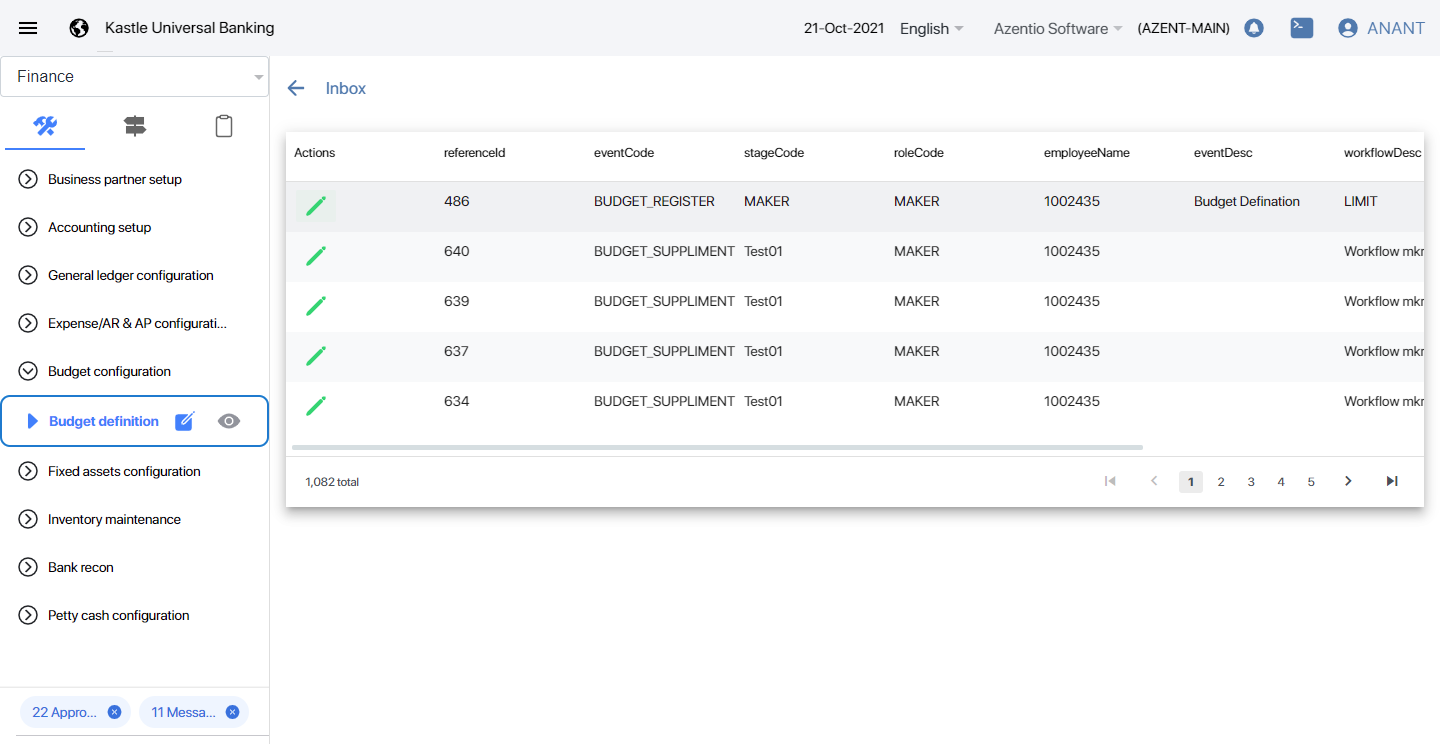 Kastle Universal Banking
21-Oct-2021 English Azentio Software (AZENT-MAIN) ANANT
Finance
Business partner setup
Accounting setup
General ledger configuration
Expense/AR & AP configurati...
Budget configuration
Budget definition
Fixed assets configuration
Inventory maintenance
Bank recon
Petty cash configuration
22 Appro... 11 Messa...
Inbox
Actions referenceId eventCode stageCode roleCode employeeName eventDesc workflowDesc
486 BUDGET_REGISTER MAKER MAKER 1002435 Budget Defination LIMIT
640 BUDGET_SUPPLIMENT Test01 MAKER 1002435 Workflow mkr
639 BUDGET_SUPPLIMENT Test01 MAKER 1002435 Workflow mkr
637 BUDGET_SUPPLIMENT Test01 MAKER 1002435 Workflow mkr
634 BUDGET_SUPPLIMENT Test01 MAKER 1002435 Workflow mkr
1,082 total 1 2 3 4 5